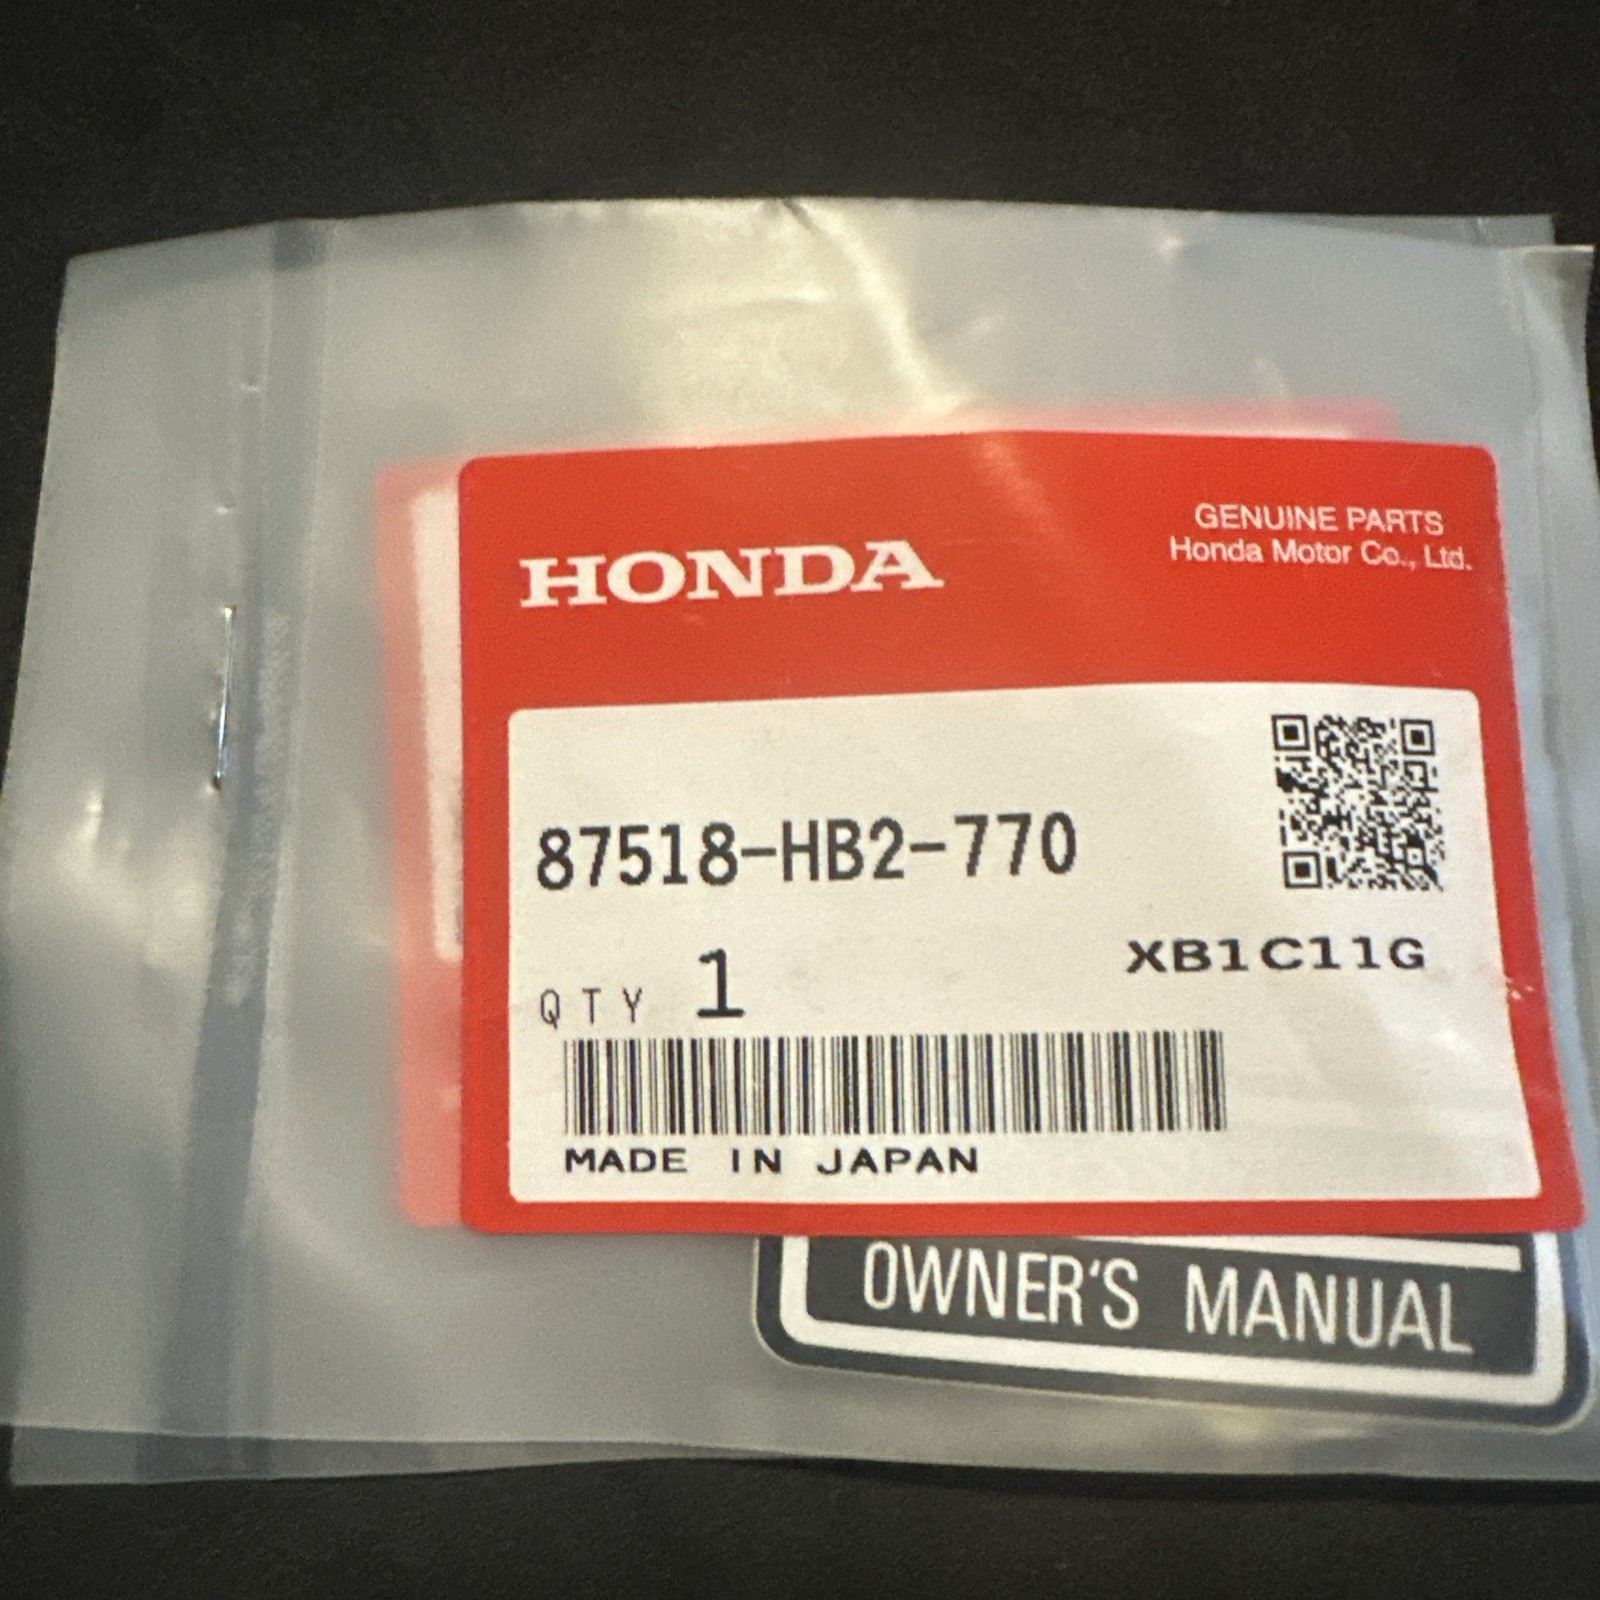 HONDA
GENUINE PARTS
Honda Motor Co., Ltd.
87518-HB2-770
XB1C11G
QTY 1
MADE IN JAPAN
OWNER'S MANUAL